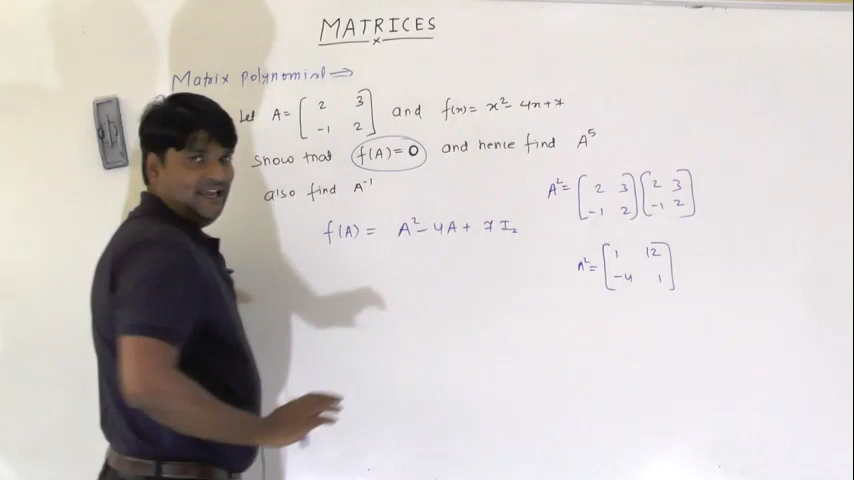 MATRICES
Matrix polynomial ⇒
Let A = [ 2 3 ; -1 2 ] and f(x) = x² - 4x + 7
show that f(A) = 0 and hence find A⁵
also find A⁻¹
A² = [ 2 3 ; -1 2 ] [ 2 3 ; -1 2 ]
f(A) = A² - 4A + 7I₂
A² = [ 1 12 ; -4 1 ]